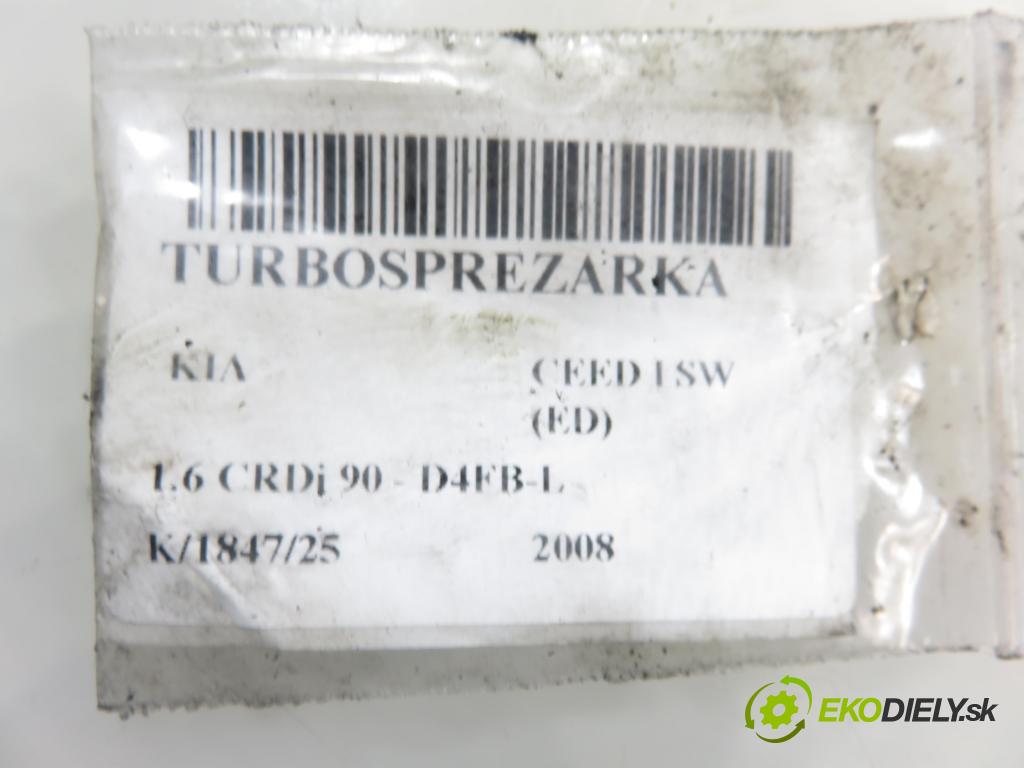 TURBOSPREZARKA
KIA CEED I SW
(ED)
1.6 CRDi 90 - D4FB-L
K/1847/25 2008
EKODIELY.sk